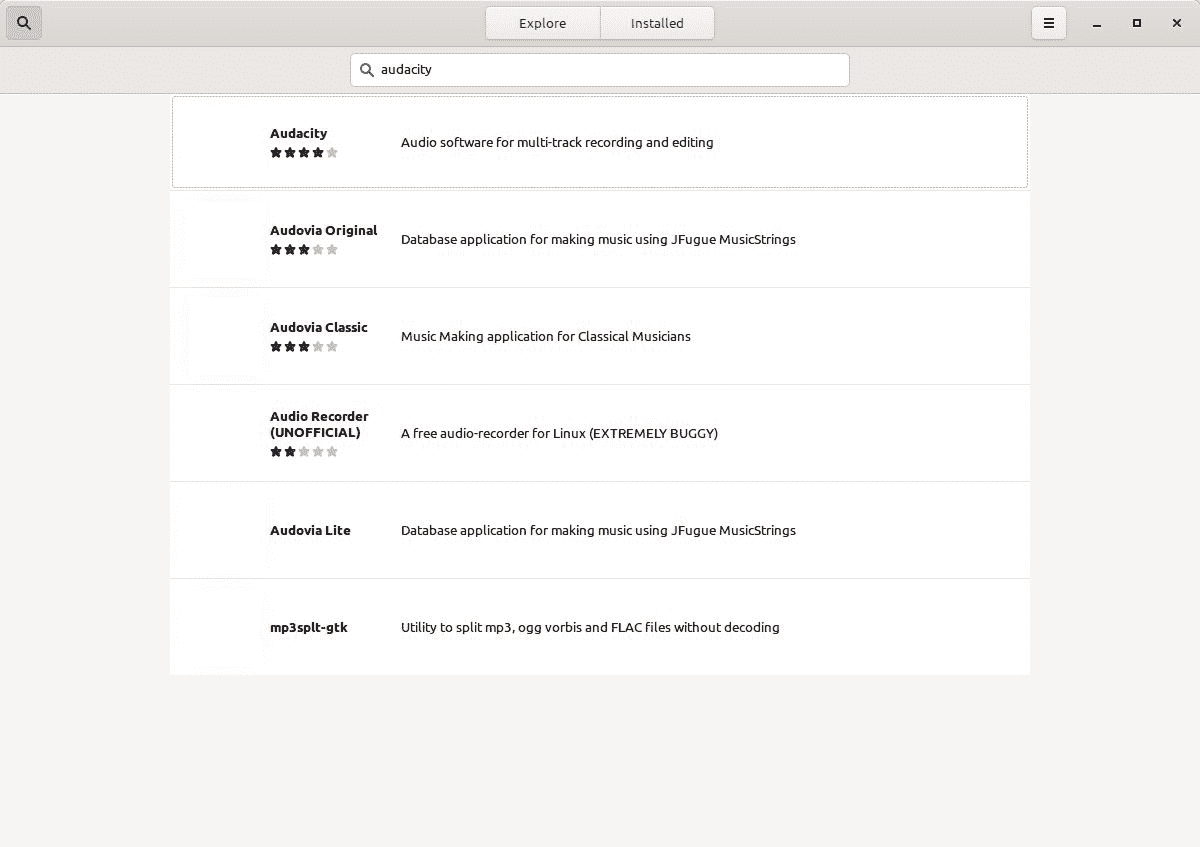 Explore Installed
audacity
Audacity
Audio software for multi-track recording and editing
Audovia Original
Database application for making music using JFugue MusicStrings
Audovia Classic
Music Making application for Classical Musicians
Audio Recorder
(UNOFFICIAL)
A free audio-recorder for Linux (EXTREMELY BUGGY)
Audovia Lite
Database application for making music using JFugue MusicStrings
mp3splt-gtk
Utility to split mp3, ogg vorbis and FLAC files without decoding